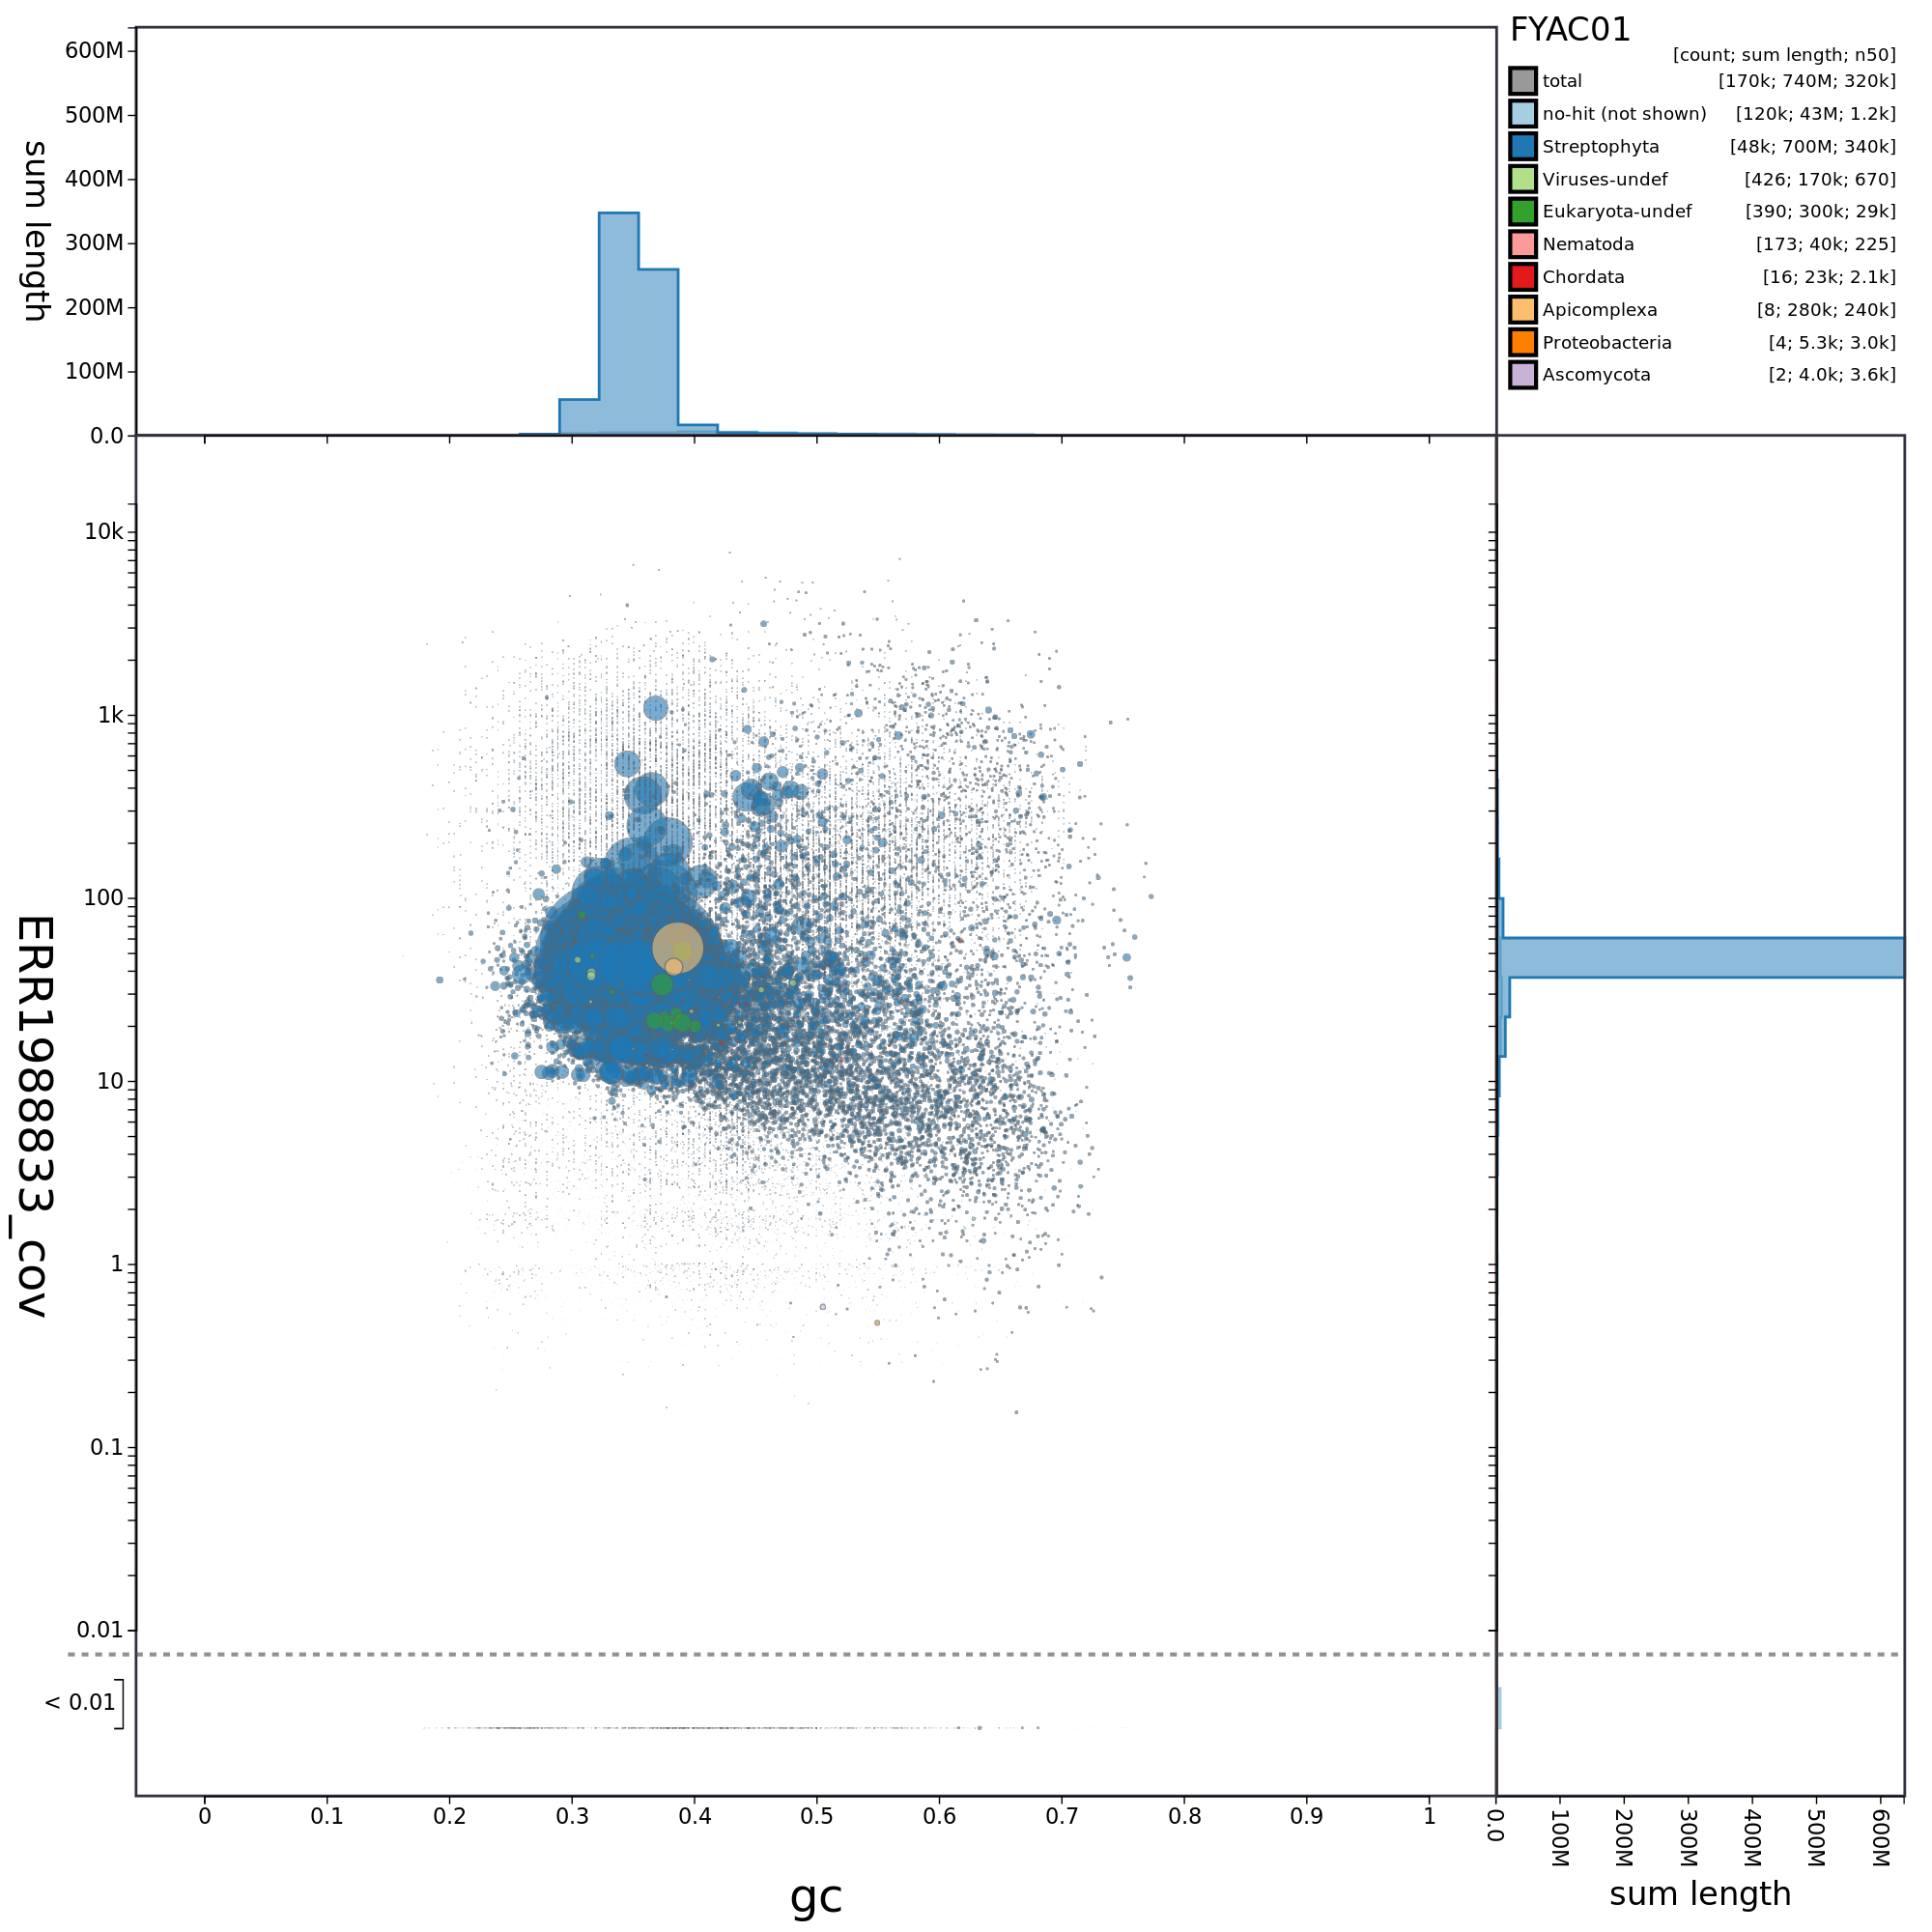 FYAC01
[count; sum length; n50]
total [170k; 740M; 320k]
no-hit (not shown) [120k; 43M; 1.2k]
Streptophyta [48k; 700M; 340k]
Viruses-undef [426; 170k; 670]
Eukaryota-undef [390; 300k; 29k]
Nematoda [173; 40k; 225]
Chordata [16; 23k; 2.1k]
Apicomplexa [8; 280k; 240k]
Proteobacteria [4; 5.3k; 3.0k]
Ascomycota [2; 4.0k; 3.6k]
sum length
600M
500M
400M
300M
200M
100M
0.0
ERR1988833_cov
10k
1k
100
10
1
0.1
0.01
< 0.01
0 0.1 0.2 0.3 0.4 0.5 0.6 0.7 0.8 0.9 1
gc
0.0 100M 200M 300M 400M 500M 600M
sum length